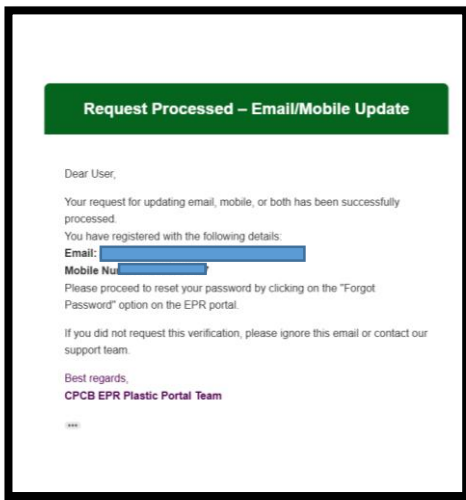 Request Processed – Email/Mobile Update
Dear User,
Your request for updating email, mobile, or both has been successfully
processed.
You have registered with the following details:
Email:
Mobile
Please proceed to reset your password by clicking on the "Forgot
Password" option on the EPR portal.
If you did not request this verification, please ignore this email or contact our
support team.
Best regards,
CPCB EPR Plastic Portal Team